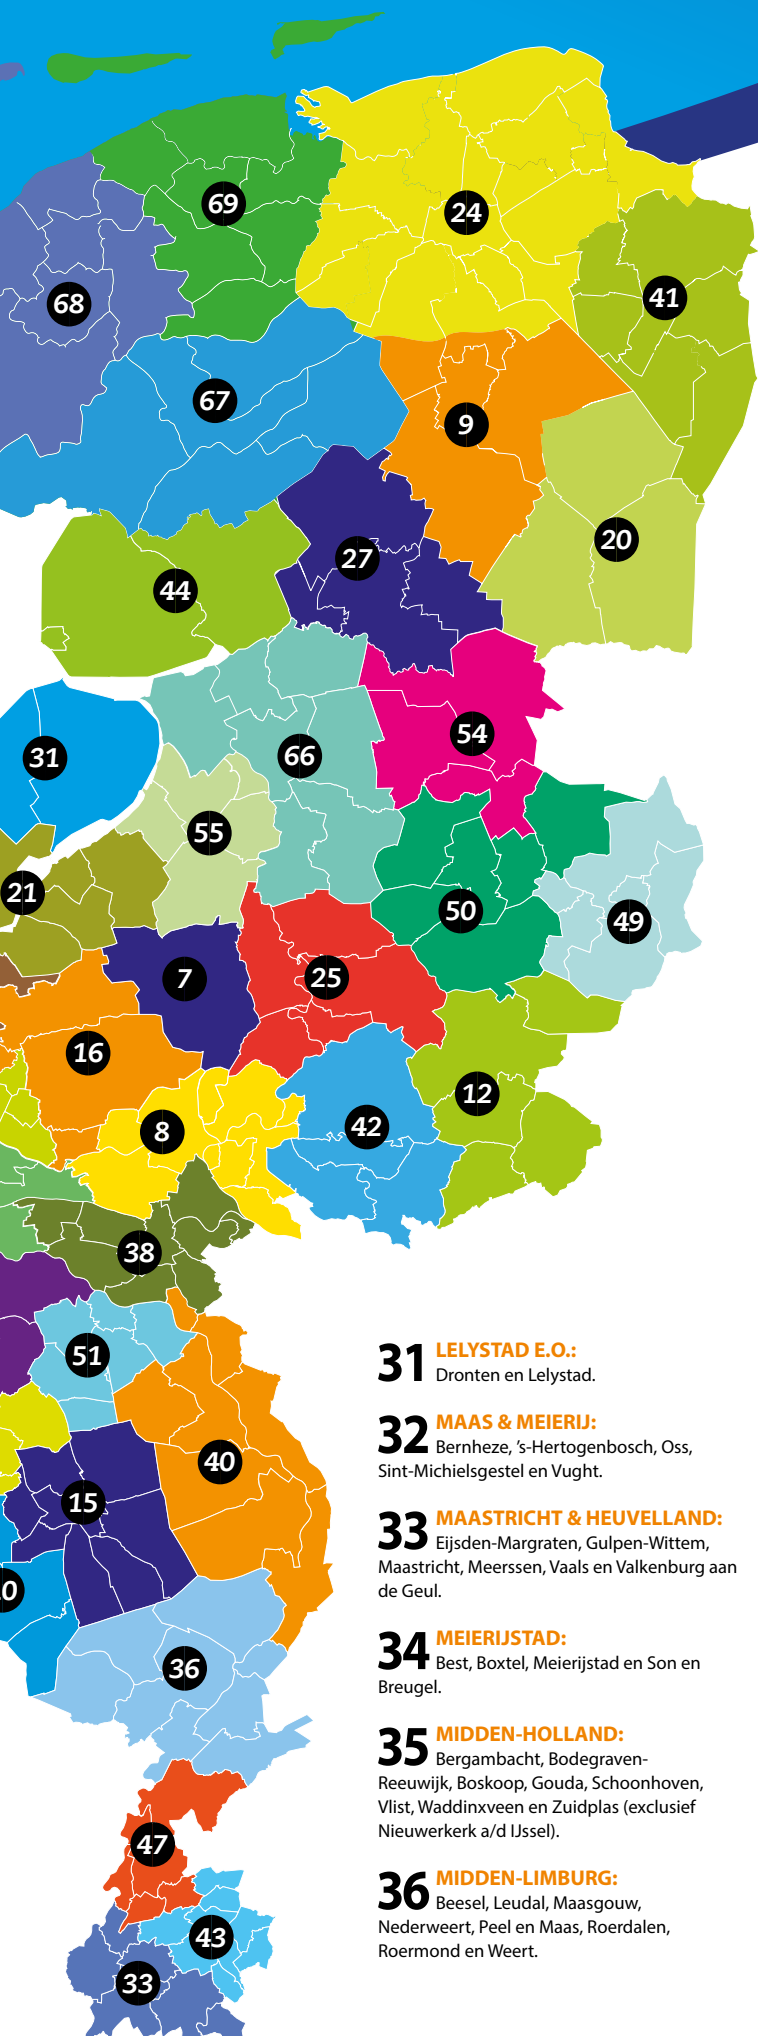 69
24
68
41
67
9
20
27
44
54
66
31
55
21
50
49
7
25
16
12
8
42
38
51
40
15
0
36
47
43
33
31 LELYSTAD E.O.:
Dronten en Lelystad.
32 MAAS & MEIERIJ:
Bernheze, ’s-Hertogenbosch, Oss,
Sint-Michielsgestel en Vught.
33 MAASTRICHT & HEUVELLAND:
Eijsden-Margraten, Gulpen-Wittem,
Maastricht, Meerssen, Vaals en Valkenburg aan
de Geul.
34 MEIERIJSTAD:
Best, Boxtel, Meierijstad en Son en
Breugel.
35 MIDDEN-HOLLAND:
Bergambacht, Bodegraven-
Reeuwijk, Boskoop, Gouda, Schoonhoven,
Vlist, Waddinxveen en Zuidplas (exclusief
Nieuwerkerk a/d IJssel).
36 MIDDEN-LIMBURG:
Beesel, Leudal, Maasgouw,
Nederweert, Peel en Maas, Roerdalen,
Roermond en Weert.